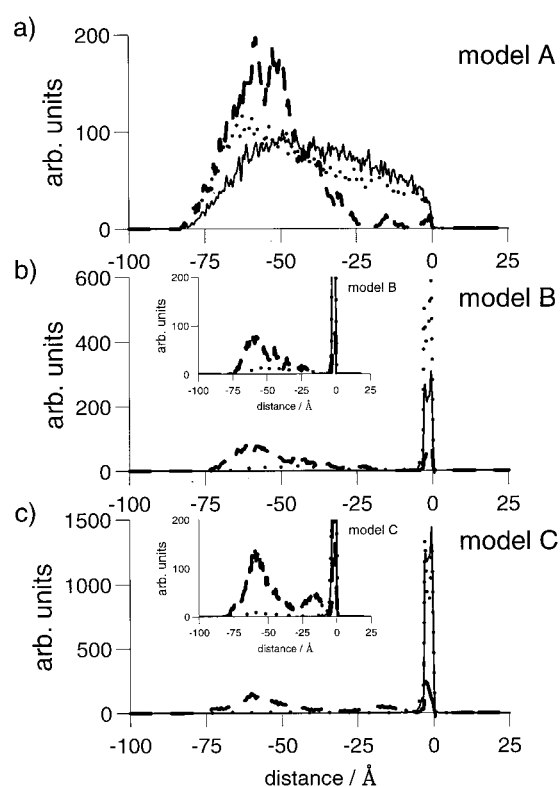 a)
model A
arb. units
200
100
0
-100 -75 -50 -25 0 25
b)
model B
arb. units
600
400
200
0
-100 -75 -50 -25 0 25
model B
arb. units
200
100
0
-100 -75 -50 -25 0 25
distance / Å
c)
model C
arb. units
1500
1000
500
0
-100 -75 -50 -25 0 25
distance / Å
model C
arb. units
200
100
0
-100 -75 -50 -25 0 25
distance / Å